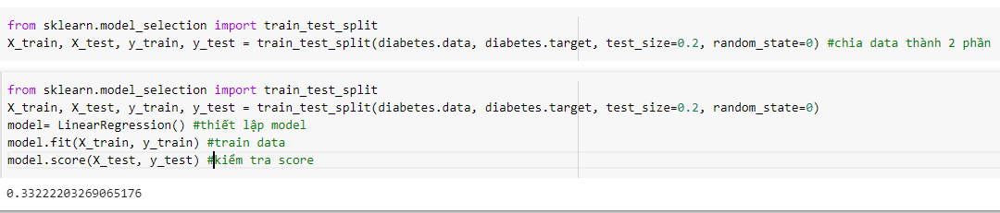 from sklearn.model_selection import train_test_split
X_train, X_test, y_train, y_test = train_test_split(diabetes.data, diabetes.target, test_size=0.2, random_state=0) #chia data thành 2 phần
from sklearn.model_selection import train_test_split
X_train, X_test, y_train, y_test = train_test_split(diabetes.data, diabetes.target, test_size=0.2, random_state=0)
model= LinearRegression() #thiết lập model
model.fit(X_train, y_train) #train data
model.score(X_test, y_test) #kiểm tra score
0.33222203269065176